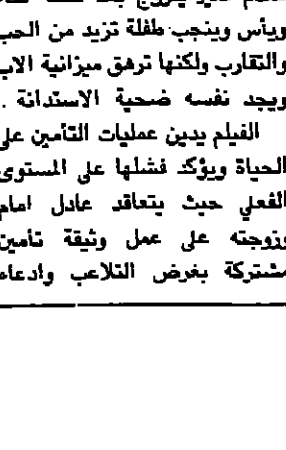 ويأس وينجب طفلة تزيد من الحب
والتقارب ولكنها ترهق ميزانية الاب
ويجد نفسه ضحية الاستدانة .
الفيلم يدين عمليات التأمين على
الحياة ويؤكد فشلها على المستوى
الفعلي حيث يتعاقد عادل امام
وزوجته على عمل وثيقة تأمين
مشتركة بغرض التلاعب وادعاء